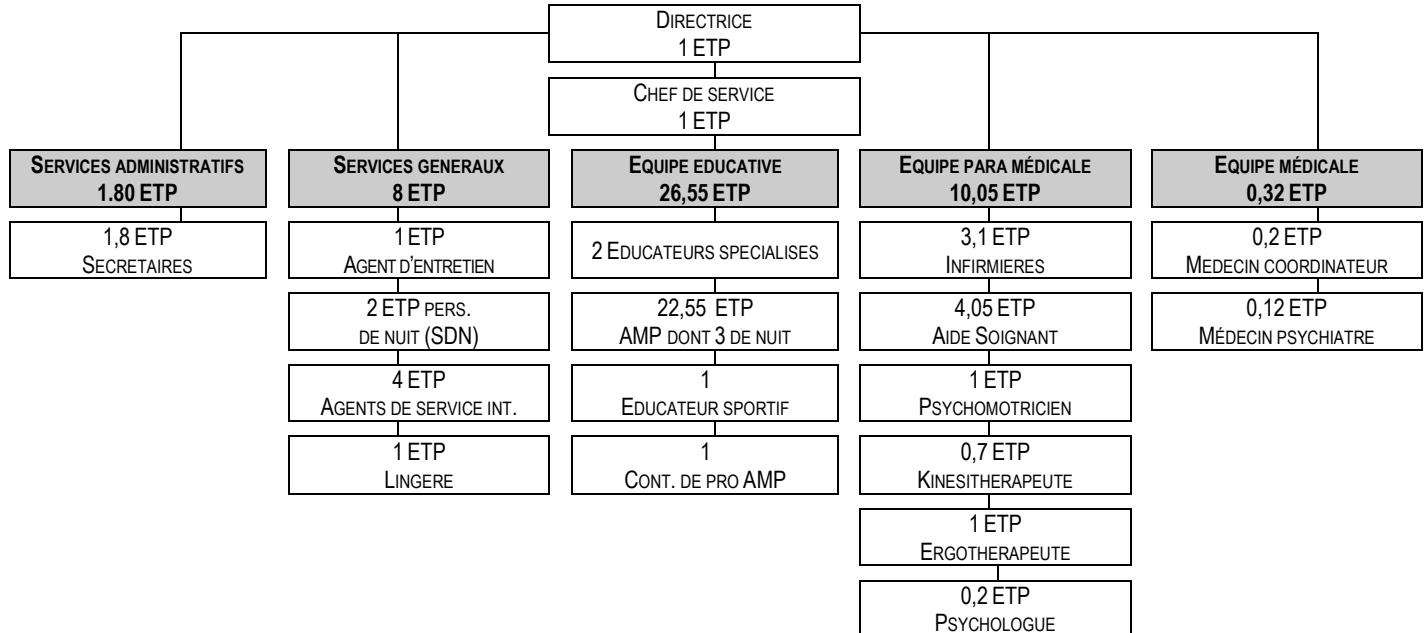 DIRECTRICE
1 ETP
CHEF DE SERVICE
1 ETP
SERVICES ADMINISTRATIFS
1.80 ETP
1,8 ETP
SECRETAIRES
SERVICES GENERAUX
8 ETP
1 ETP
AGENT D'ENTRETIEN
2 ETP PERS.
DE NUIT (SDN)
4 ETP
AGENTS DE SERVICE INT.
1 ETP
LINGERE
EQUIPE EDUCATIVE
26,55 ETP
2 EDUCATEURS SPECIALISES
22,55 ETP
AMP DONT 3 DE NUIT
1
EDUCATEUR SPORTIF
1
CONT. DE PRO AMP
EQUIPE PARA MÉDICALE
10,05 ETP
3,1 ETP
INFIRMIERES
4,05 ETP
AIDE SOIGNANT
1 ETP
PSYCHOMOTRICIEN
0,7 ETP
KINESITHERAPEUTE
1 ETP
ERGOTHERAPEUTE
0,2 ETP
PSYCHOLOGUE
EQUIPE MÉDICALE
0,32 ETP
0,2 ETP
MEDECIN COORDINATEUR
0,12 ETP
MÉDECIN PSYCHIATRE